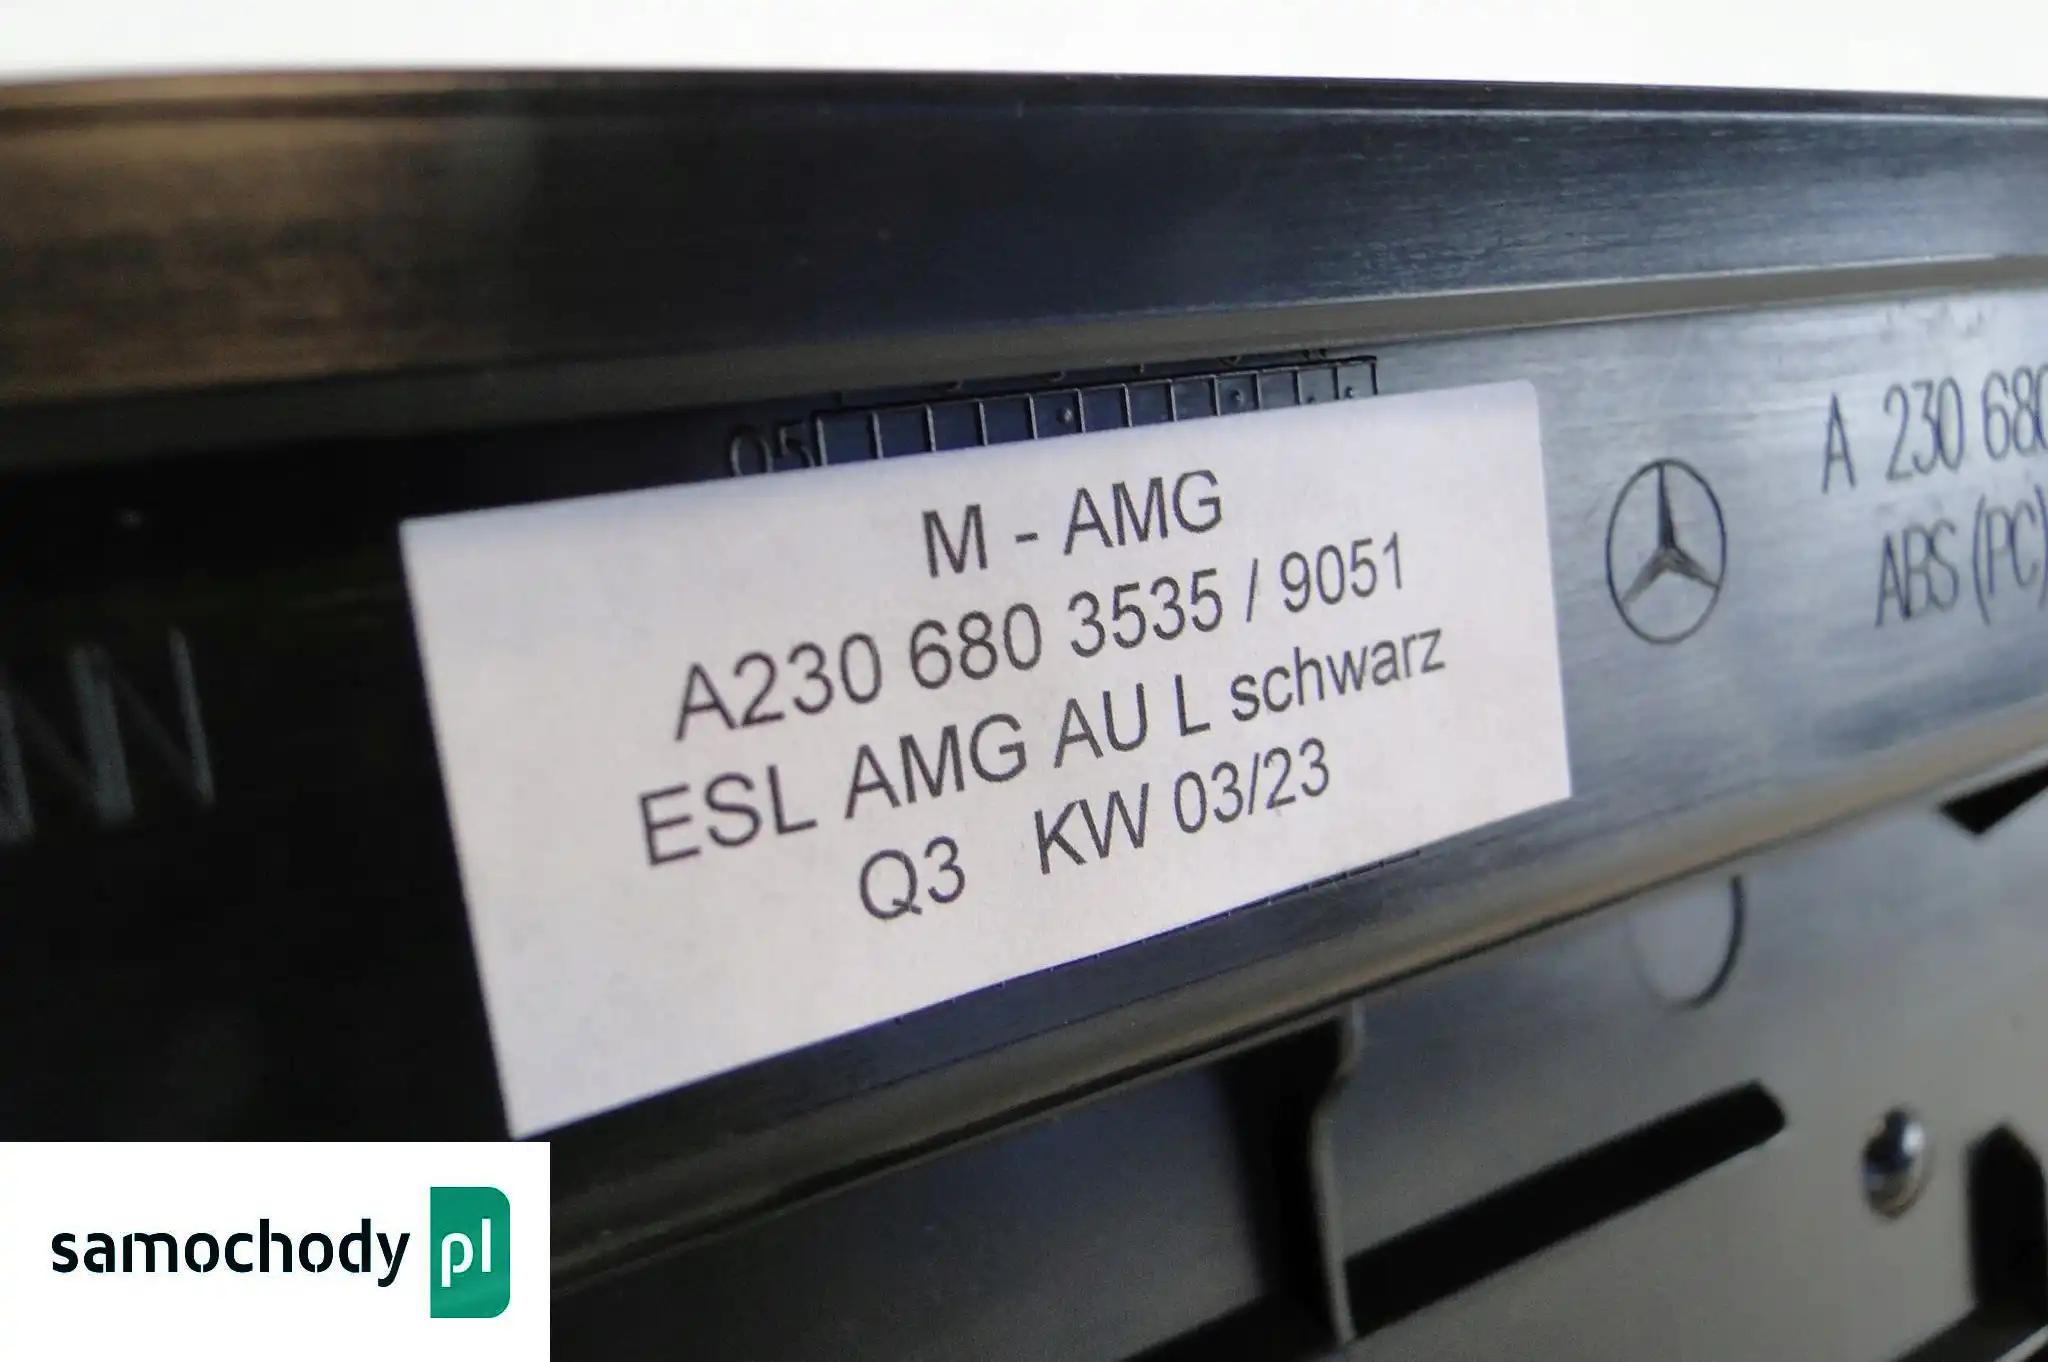 05
M - AMG
A230 680 3535 / 9051
ESL AMG AU L schwarz
Q3 KW 03/23
A 230 680
ABS (PC)
samochody pl